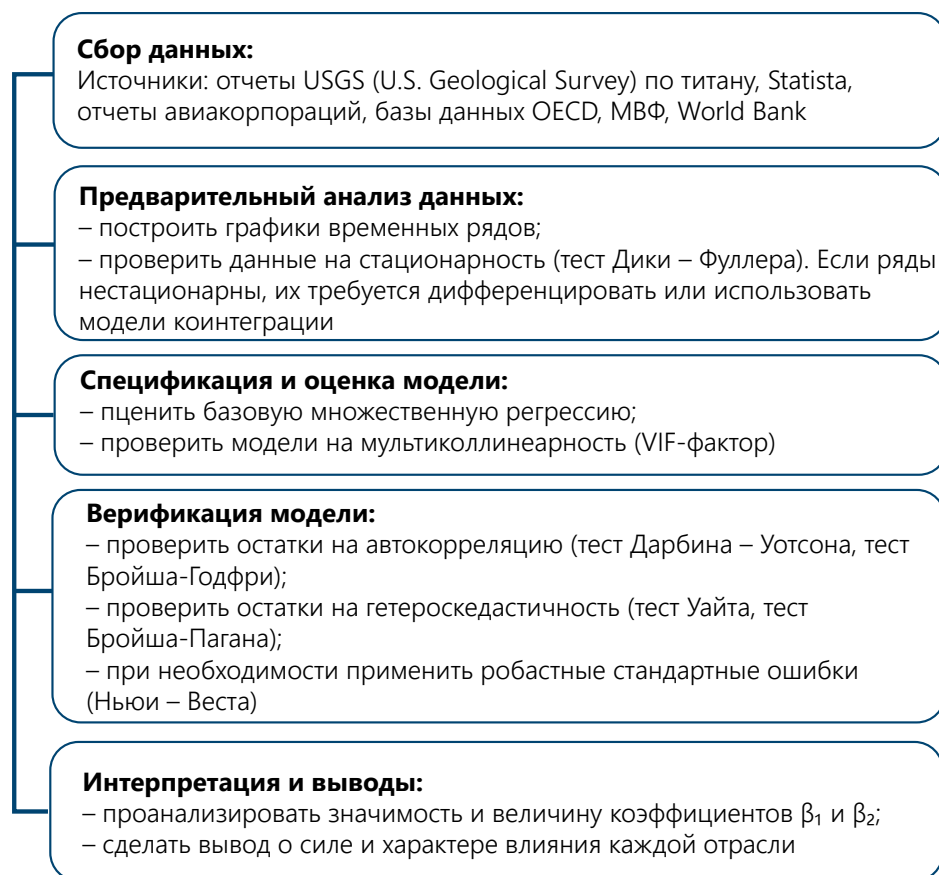 Сбор данных:
Источники: отчеты USGS (U.S. Geological Survey) по титану, Statista,
отчеты авиакорпораций, базы данных OECD, МВФ, World Bank
Предварительный анализ данных:
– построить графики временных рядов;
– проверить данные на стационарность (тест Дики – Фуллера). Если ряды
нестационарны, их требуется дифференцировать или использовать
модели коинтеграции
Спецификация и оценка модели:
– пценить базовую множественную регрессию;
– проверить модели на мультиколлинеарность (VIF-фактор)
Верификация модели:
– проверить остатки на автокорреляцию (тест Дарбина – Уотсона, тест
Бройша-Годфри);
– проверить остатки на гетероскедастичность (тест Уайта, тест
Бройша-Пагана);
– при необходимости применить робастные стандартные ошибки
(Ньюи – Веста)
Интерпретация и выводы:
– проанализировать значимость и величину коэффициентов β₁ и β₂;
– сделать вывод о силе и характере влияния каждой отрасли